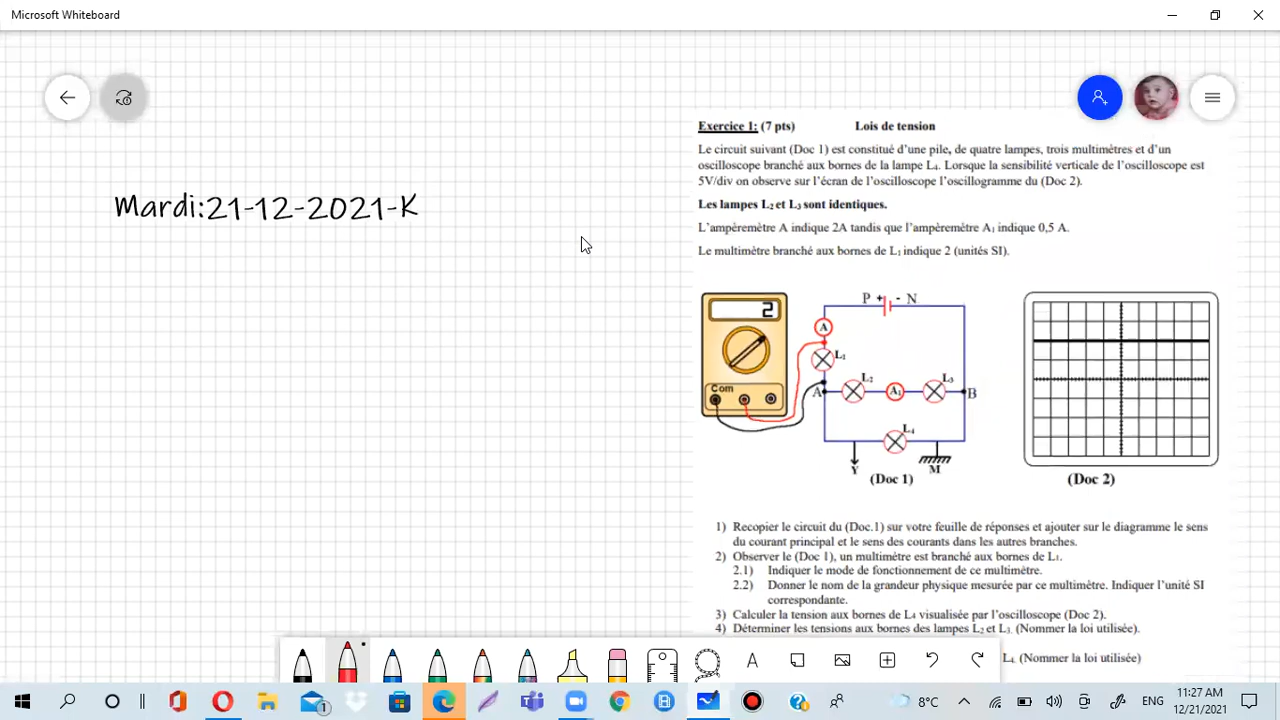 Microsoft Whiteboard
Mardi:21-12-2021-K
Exercice 1: (7 pts) Lois de tension
Le circuit suivant (Doc 1) est constitué d'une pile, de quatre lampes, trois multimètres et d'un
oscilloscope branché aux bornes de la lampe L4. Lorsque la sensibilité verticale de l'oscilloscope est
5V/div on observe sur l'écran de l'oscilloscope l'oscillogramme du (Doc 2).
Les lampes L2 et L3 sont identiques.
L'ampèremètre A indique 2A tandis que l'ampèremètre A1 indique 0,5 A.
Le multimètre branché aux bornes de L1 indique 2 (unités SI).
P + - N
2
A
L1
Com
L2
L3
A
A1
B
L4
Y
M
(Doc 1)
(Doc 2)
1) Recopier le circuit du (Doc.1) sur votre feuille de réponses et ajouter sur le diagramme le sens
du courant principal et le sens des courants dans les autres branches.
2) Observer le (Doc 1), un multimètre est branché aux bornes de L1.
2.1) Indiquer le mode de fonctionnement de ce multimètre.
2.2) Donner le nom de la grandeur physique mesurée par ce multimètre. Indiquer l'unité SI
correspondante.
3) Calculer la tension aux bornes de L4 visualisée par l'oscilloscope (Doc 2).
4) Déterminer les tensions aux bornes des lampes L2 et L3. (Nommer la loi utilisée).
L4. (Nommer la loi utilisée)
A
1
8°C
ENG
11:27 AM
12/21/2021